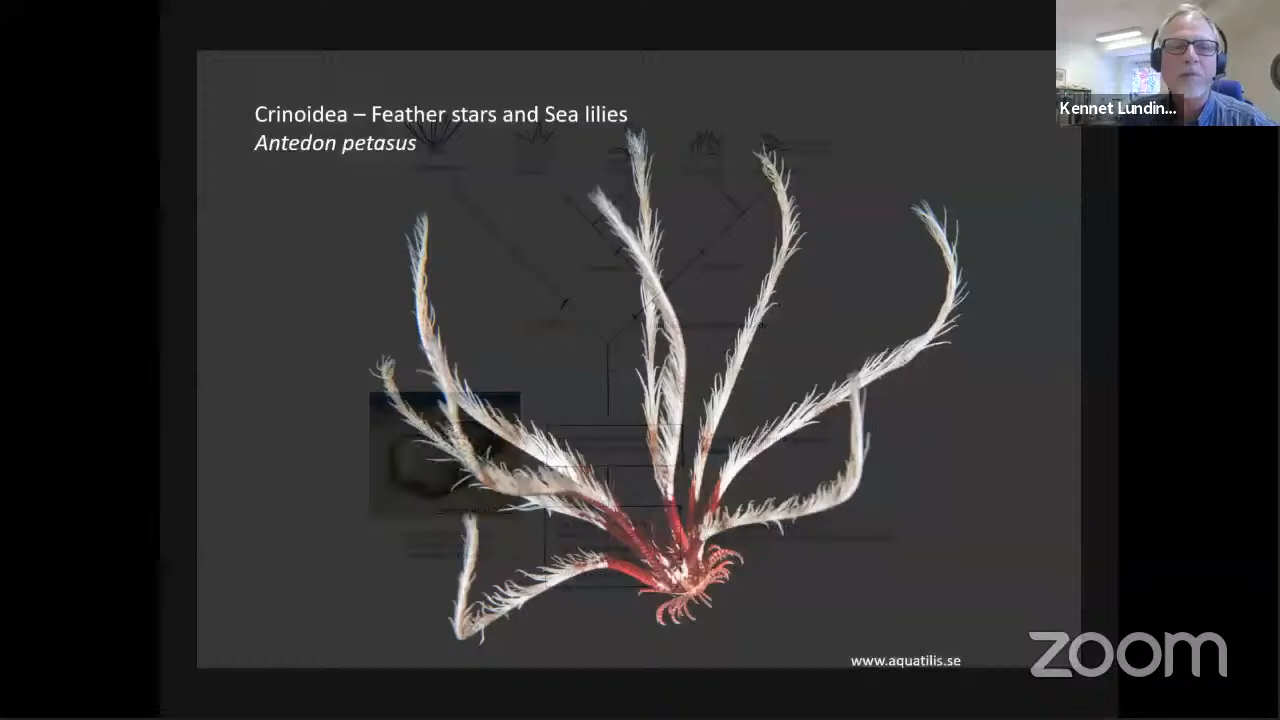 Crinoidea – Feather stars and Sea lilies
Antedon petasus
Kennet Lundin...
www.aquatilis.se
zoom